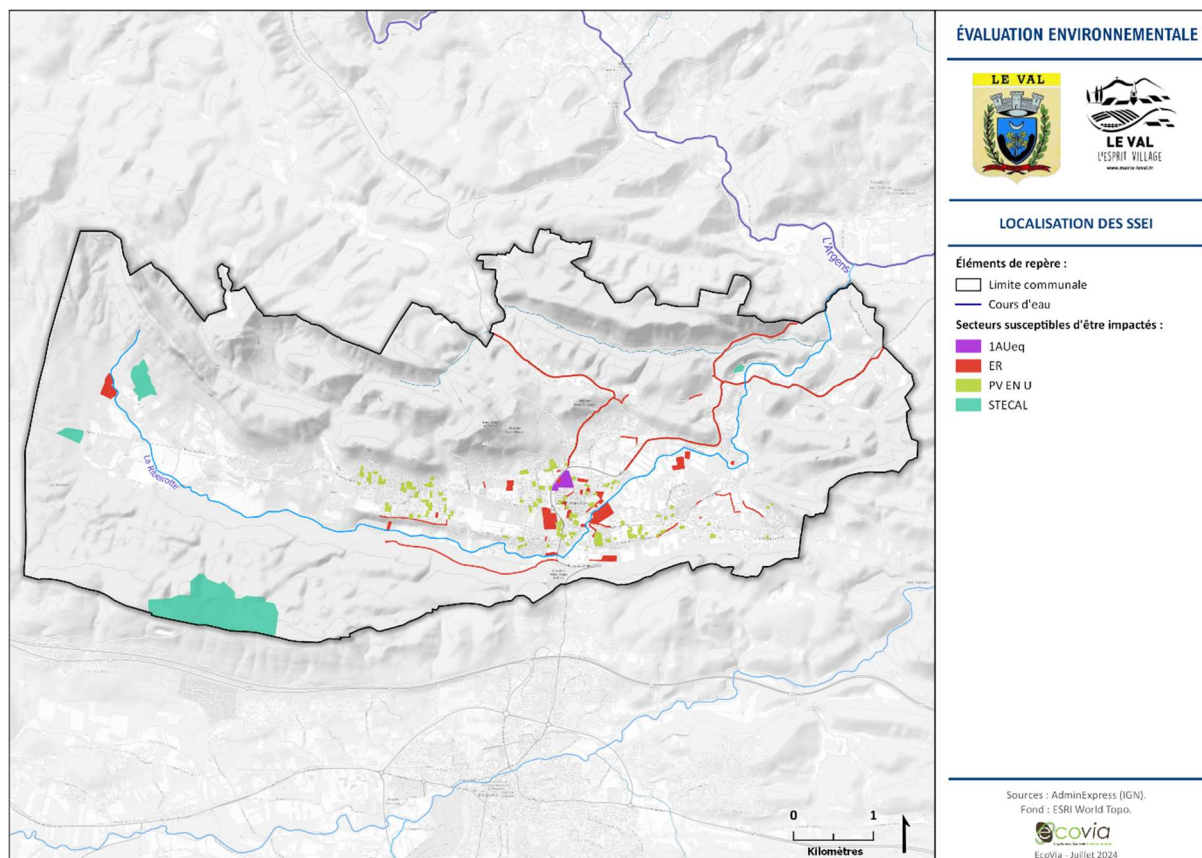 L'Argens
La Ribeirotte
0 1
Kilomètres
ÉVALUATION ENVIRONNEMENTALE
LE VAL
LE VAL
L'ESPRIT VILLAGE
www.mairie-leval.fr
LOCALISATION DES SSEI
Éléments de repère :
Limite communale
Cours d'eau
Secteurs susceptibles d'être impactés :
1AUeq
ER
PV EN U
STECAL
Sources : AdminExpress (IGN).
Fond : ESRI World Topo.
écovia
EcoVia - Juillet 2024